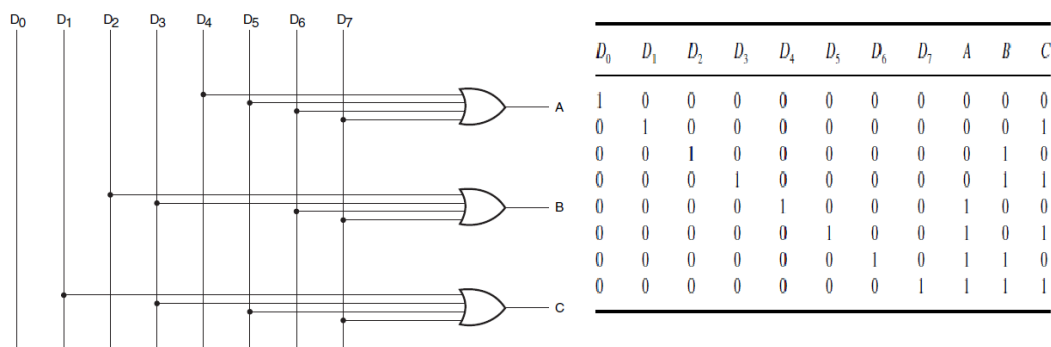 D₀ D₁ D₂ D₃ D₄ D₅ D₆ D₇
A
B
C
D₀ D₁ D₂ D₃ D₄ D₅ D₆ D₇ A B C
1 0 0 0 0 0 0 0 0 0 0
0 1 0 0 0 0 0 0 0 0 1
0 0 1 0 0 0 0 0 0 1 0
0 0 0 1 0 0 0 0 0 1 1
0 0 0 0 1 0 0 0 1 0 0
0 0 0 0 0 1 0 0 1 0 1
0 0 0 0 0 0 1 0 1 1 0
0 0 0 0 0 0 0 1 1 1 1